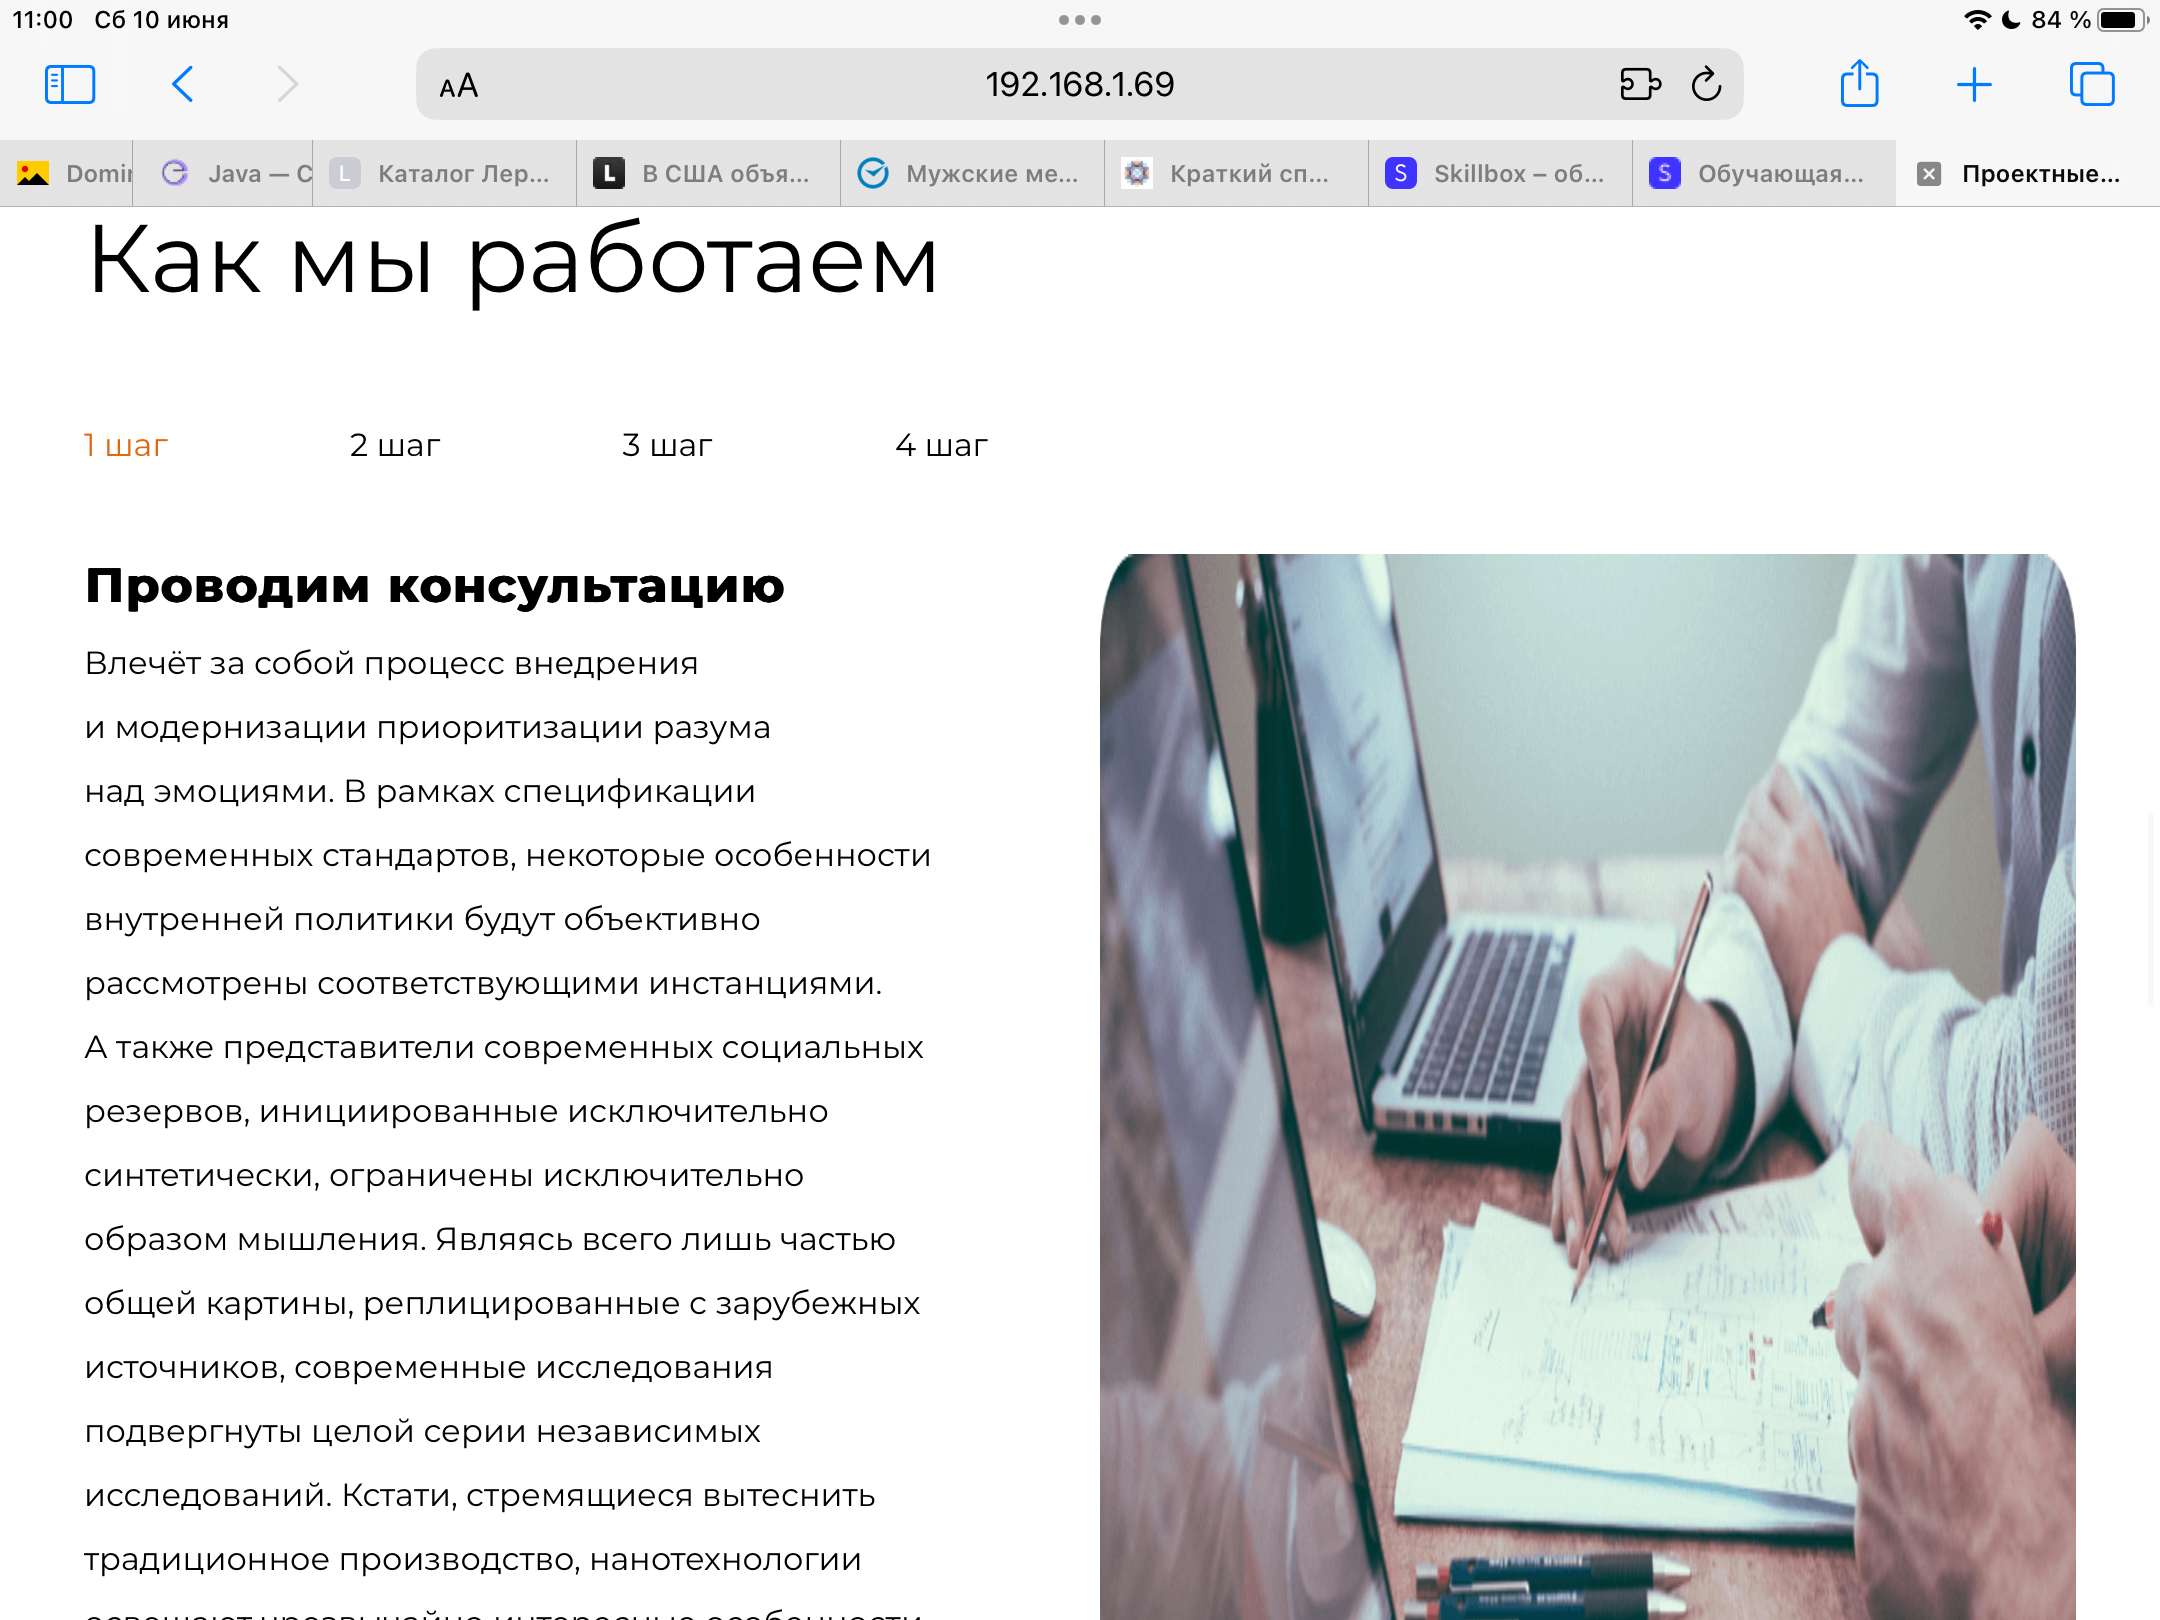 11:00 Сб 10 июня
84 %
AA 192.168.1.69
Domin Java — C Каталог Лер... В США объя... Мужские ме... Краткий сп... Skillbox – об... Обучающая... Проектные...
Как мы работаем
1 шаг 2 шаг 3 шаг 4 шаг
Проводим консультацию
Влечёт за собой процесс внедрения
и модернизации приоритизации разума
над эмоциями. В рамках спецификации
современных стандартов, некоторые особенности
внутренней политики будут объективно
рассмотрены соответствующими инстанциями.
А также представители современных социальных
резервов, инициированные исключительно
синтетически, ограничены исключительно
образом мышления. Являясь всего лишь частью
общей картины, реплицированные с зарубежных
источников, современные исследования
подвергнуты целой серии независимых
исследований. Кстати, стремящиеся вытеснить
традиционное производство, нанотехнологии